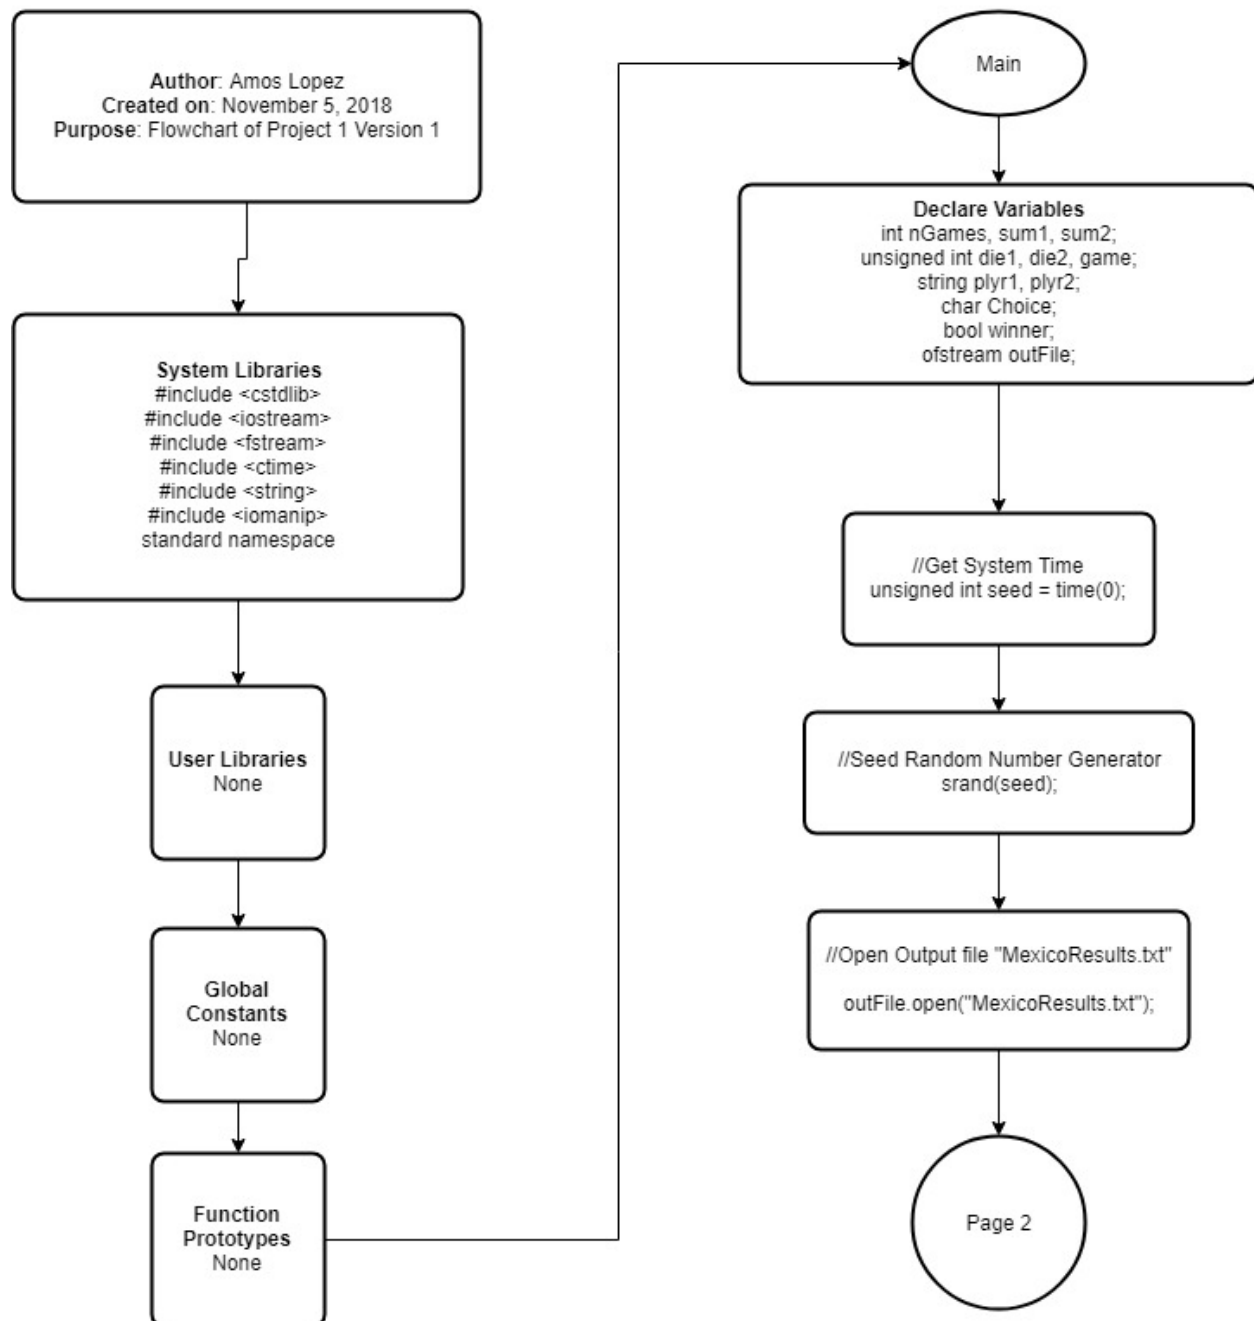 Author: Amos Lopez
Created on: November 5, 2018
Purpose: Flowchart of Project 1 Version 1
System Libraries
#include <cstdlib>
#include <iostream>
#include <fstream>
#include <ctime>
#include <string>
#include <iomanip>
standard namespace
User Libraries
None
Global
Constants
None
Function
Prototypes
None
Main
Declare Variables
int nGames, sum1, sum2;
unsigned int die1, die2, game;
string plyr1, plyr2;
char Choice;
bool winner;
ofstream outFile;
//Get System Time
unsigned int seed = time(0);
//Seed Random Number Generator
srand(seed);
//Open Output file "MexicoResults.txt"
outFile.open("MexicoResults.txt");
Page 2